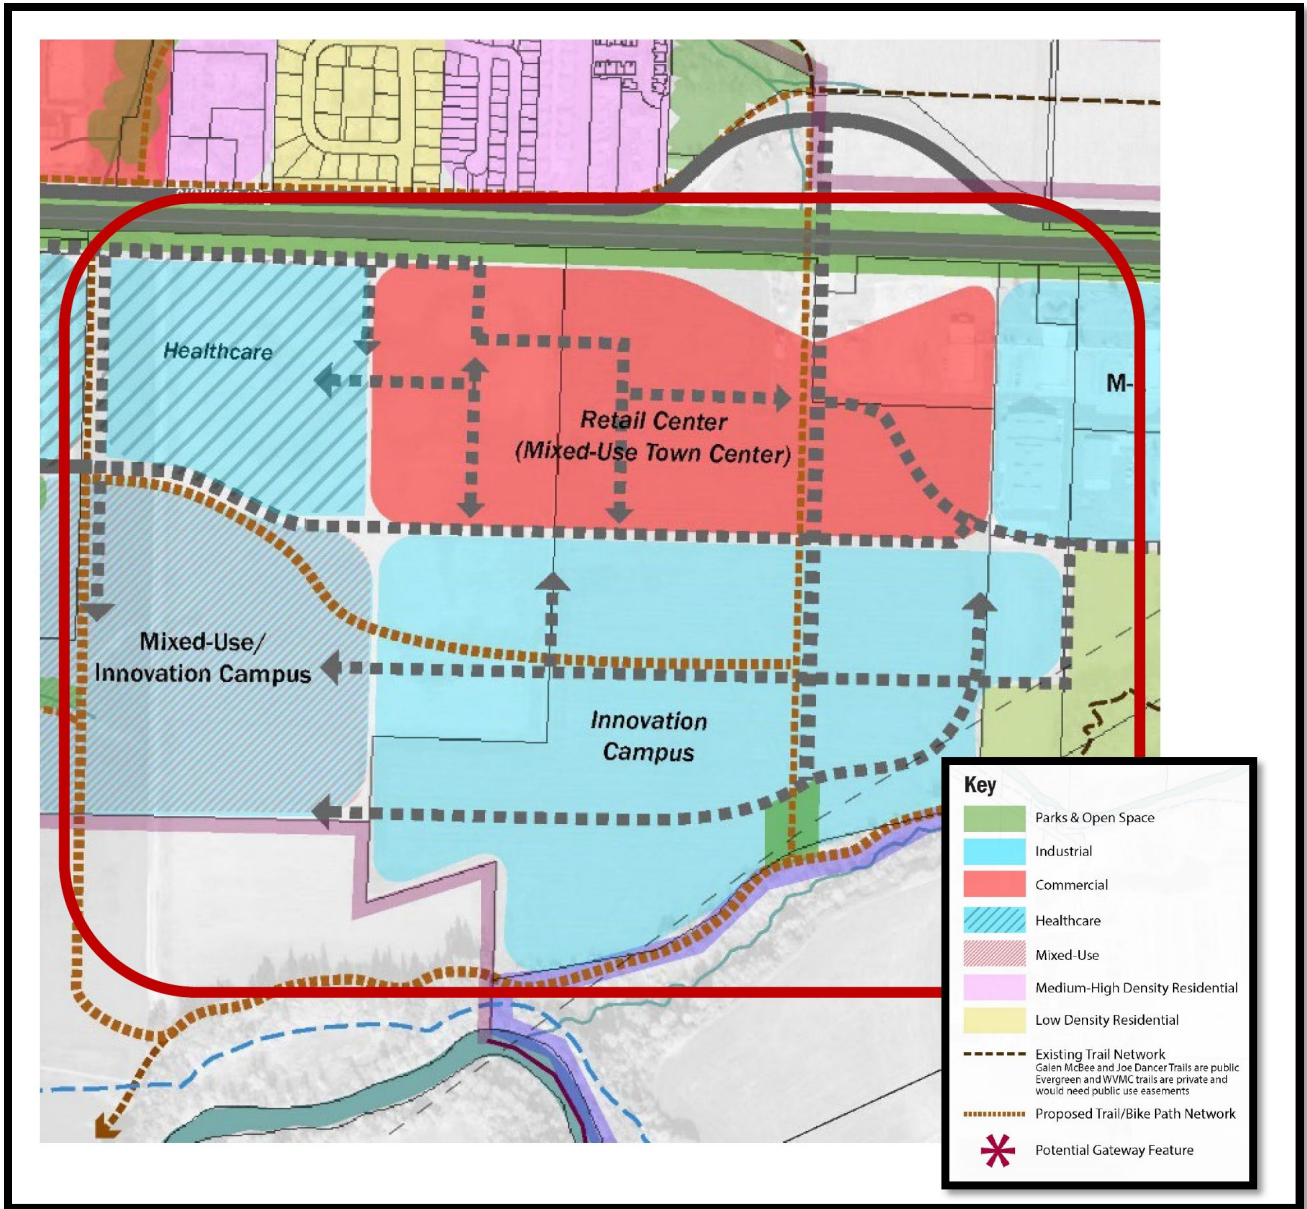 Healthcare
Retail Center
(Mixed-Use Town Center)
M-
Mixed-Use/
Innovation Campus
Innovation
Campus
Key
Parks & Open Space
Industrial
Commercial
Healthcare
Mixed-Use
Medium-High Density Residential
Low Density Residential
Existing Trail Network
Galen McBee and Joe Dancer Trails are public
Evergreen and WVMC trails are private and
would need public use easements
Proposed Trail/Bike Path Network
Potential Gateway Feature